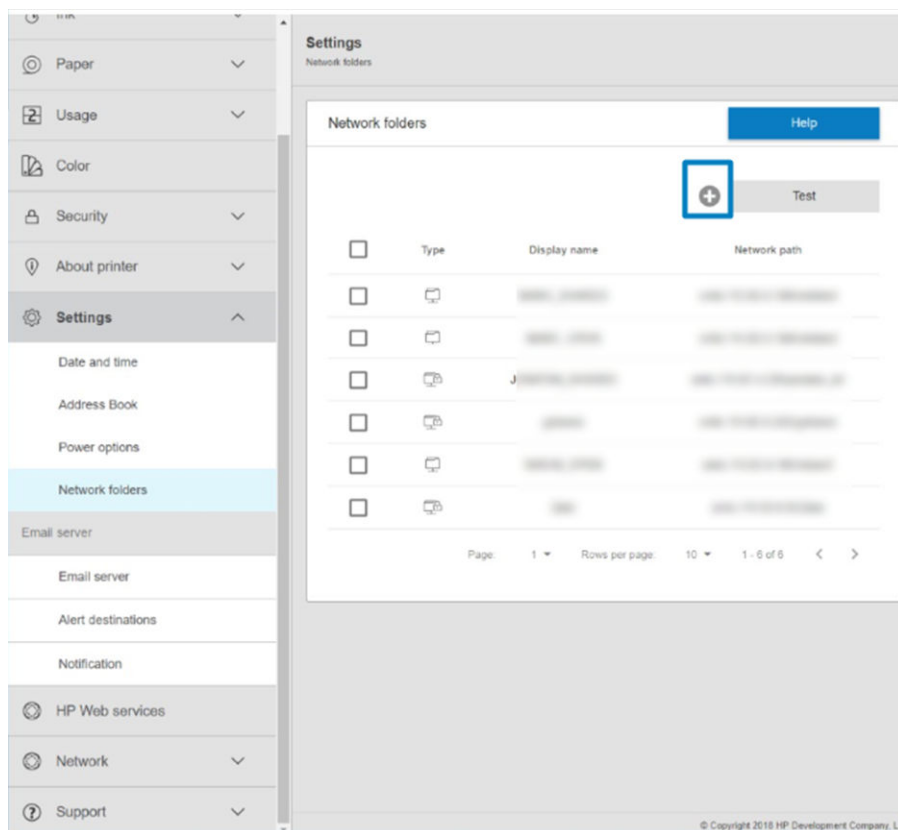 Paper
Usage
Color
Security
About printer
Settings
Date and time
Address Book
Power options
Network folders
Email server
Email server
Alert destinations
Notification
HP Web services
Network
Support
Settings
Network folders
Network folders
Help
Test
Type Display name Network path
J
Page: 1 Rows per page: 10 1 - 6 of 6
© Copyright 2018 HP Development Company, L